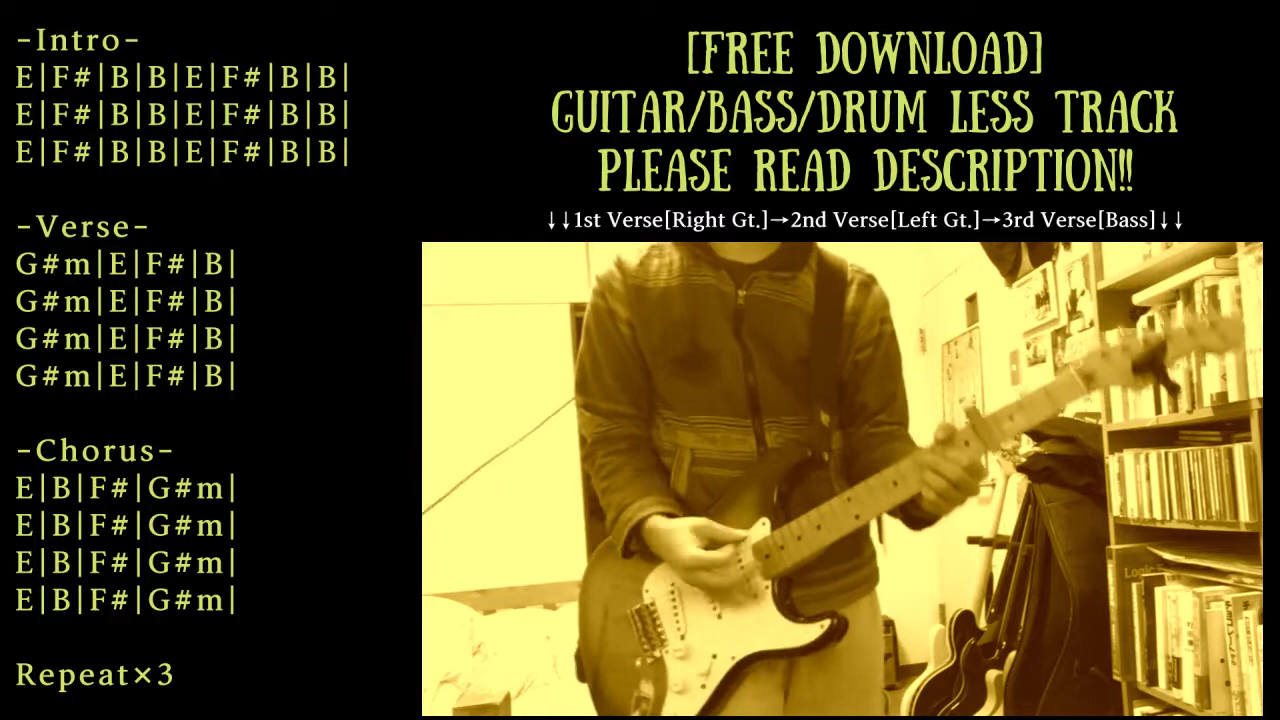 -Intro-
E|F#|B|B|E|F#|B|B|
E|F#|B|B|E|F#|B|B|
E|F#|B|B|E|F#|B|B|
-Verse-
G#m|E|F#|B|
G#m|E|F#|B|
G#m|E|F#|B|
G#m|E|F#|B|
-Chorus-
E|B|F#|G#m|
E|B|F#|G#m|
E|B|F#|G#m|
E|B|F#|G#m|
Repeat×3
[FREE DOWNLOAD]
GUITAR/BASS/DRUM LESS TRACK
PLEASE READ DESCRIPTION!!
↓↓1st Verse[Right Gt.]→2nd Verse[Left Gt.]→3rd Verse[Bass]↓↓
Logic